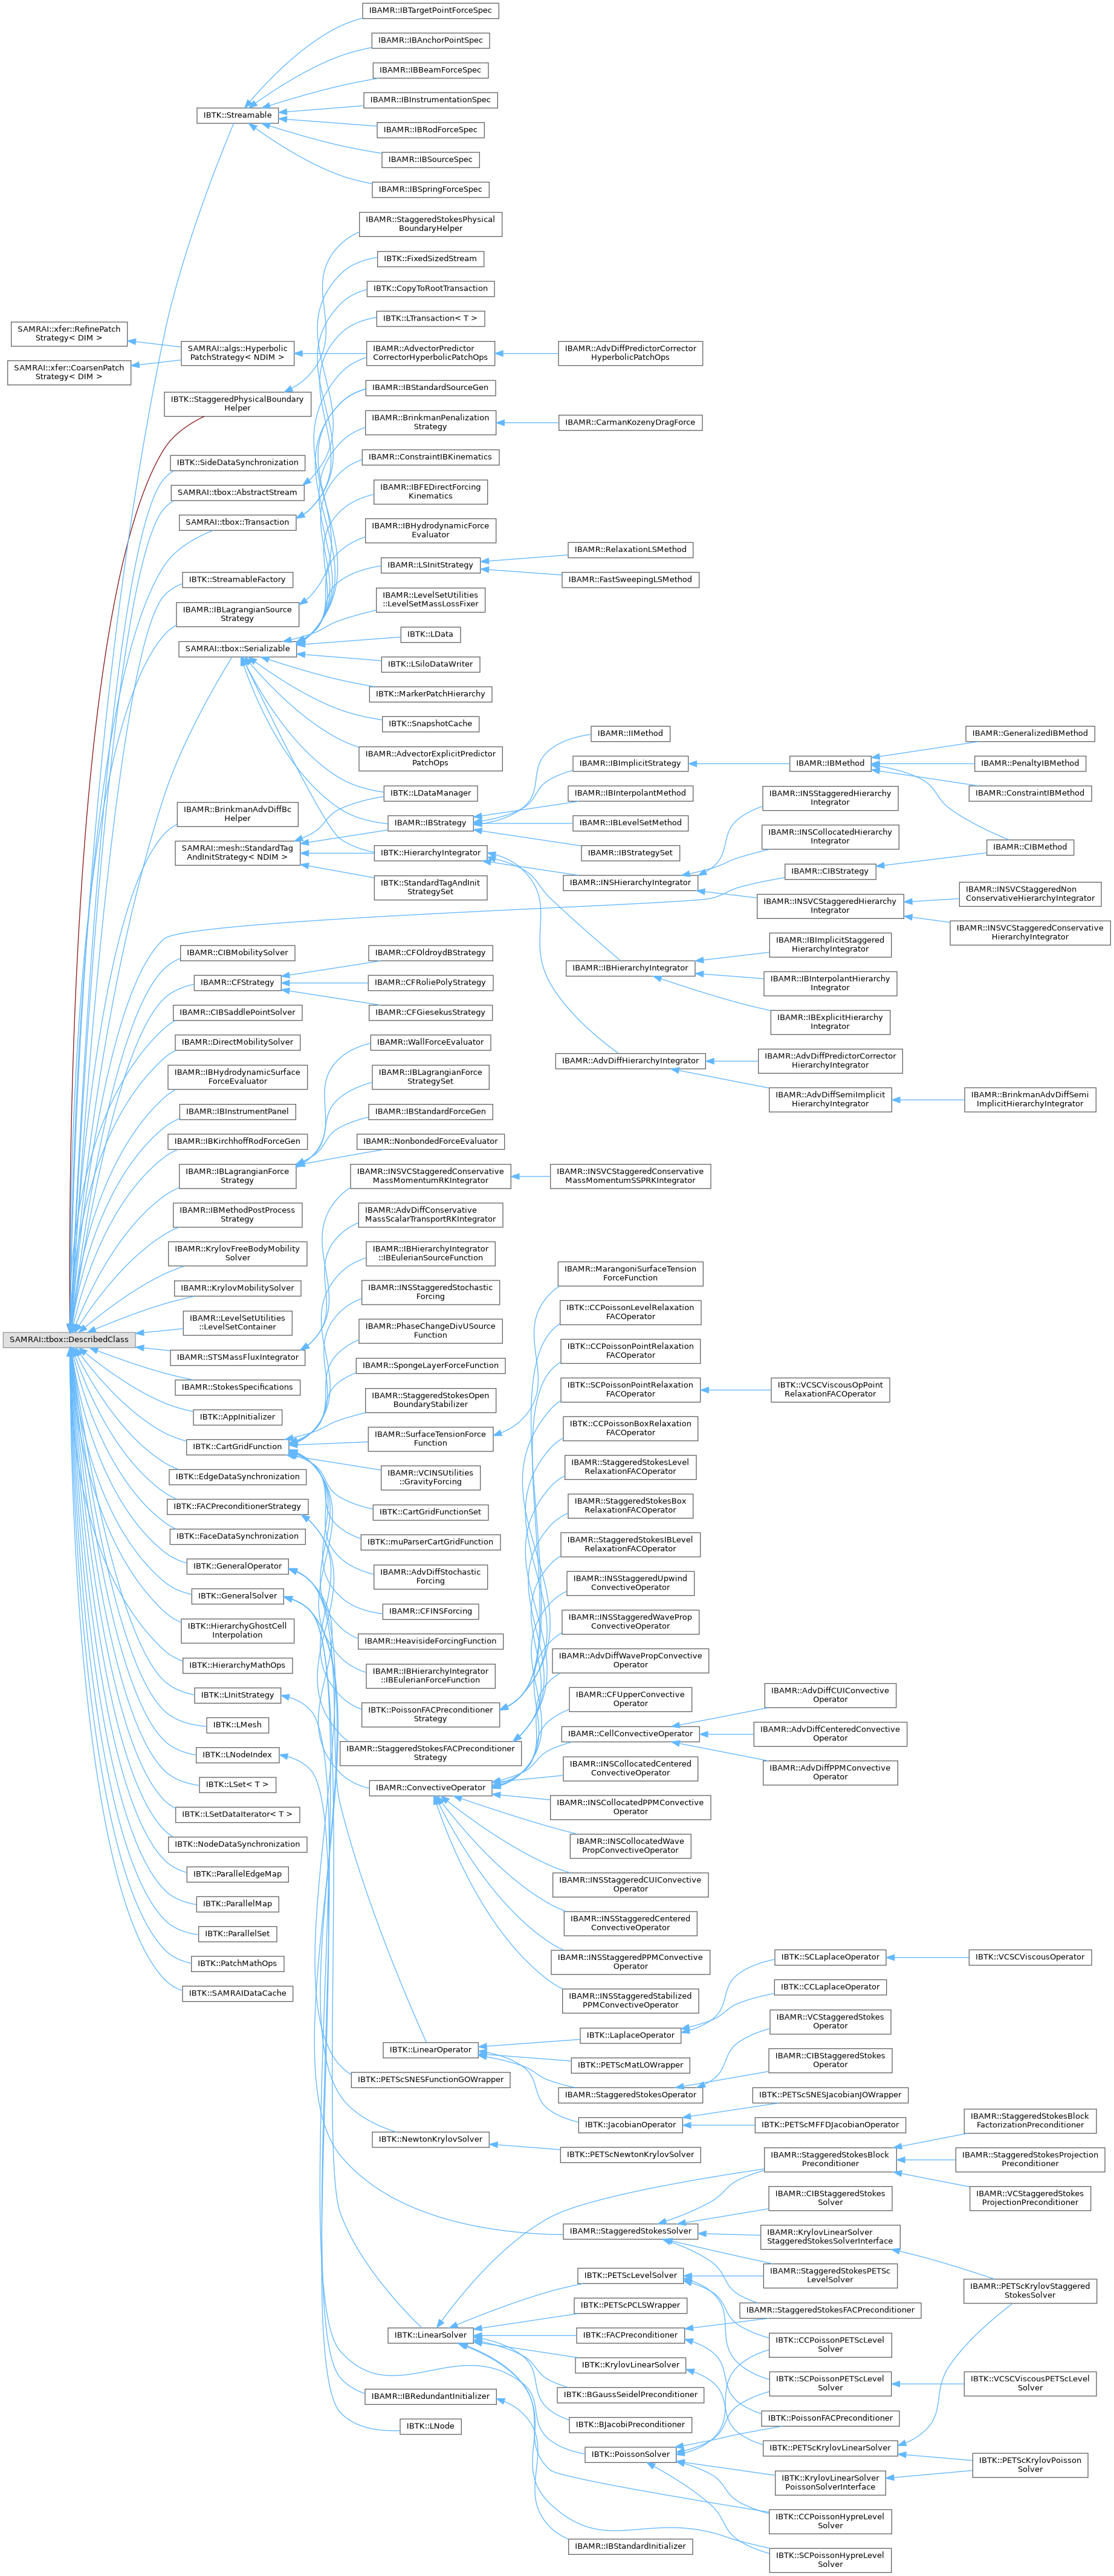 IBAMR::IBTargetPointForceSpec
IBAMR::IBAnchorPointSpec
IBAMR::IBBeamForceSpec
IBAMR::IBInstrumentationSpec
IBTK::Streamable
IBAMR::IBRodForceSpec
IBAMR::IBSourceSpec
IBAMR::IBSpringForceSpec
IBAMR::StaggeredStokesPhysical
BoundaryHelper
IBTK::FixedSizedStream
IBTK::CopyToRootTransaction
IBTK::LTransaction< T >
SAMRAI::xfer::RefinePatch
Strategy< DIM >
SAMRAI::xfer::CoarsenPatch
Strategy< DIM >
SAMRAI::algs::Hyperbolic
PatchStrategy< NDIM >
IBAMR::AdvectorPredictor
CorrectorHyperbolicPatchOps
IBAMR::AdvDiffPredictorCorrector
HyperbolicPatchOps
IBTK::StaggeredPhysicalBoundary
Helper
IBAMR::IBStandardSourceGen
IBAMR::BrinkmanPenalization
Strategy
IBAMR::CarmanKozenyDragForce
IBTK::SideDataSynchronization
IBAMR::ConstraintIBKinematics
SAMRAI::tbox::AbstractStream
IBAMR::IBFEDirectForcing
Kinematics
SAMRAI::tbox::Transaction
IBAMR::IBHydrodynamicForce
Evaluator
IBAMR::RelaxationLSMethod
IBTK::StreamableFactory
IBAMR::LSInitStrategy
IBAMR::FastSweepingLSMethod
IBAMR::IBLagrangianSource
Strategy
IBAMR::LevelSetUtilities
::LevelSetMassLossFixer
SAMRAI::tbox::Serializable
IBTK::LData
IBTK::LSiloDataWriter
IBTK::MarkerPatchHierarchy
IBTK::SnapshotCache
IBAMR::AdvectorExplicitPredictor
PatchOps
IBAMR::IIMethod
IBAMR::GeneralizedIBMethod
IBAMR::IBImplicitStrategy
IBAMR::IBMethod
IBAMR::PenaltyIBMethod
IBTK::LDataManager
IBAMR::IBInterpolantMethod
IBAMR::INSStaggeredHierarchy
Integrator
IBAMR::ConstraintIBMethod
IBAMR::BrinkmanAdvDiffBc
Helper
IBAMR::IBStrategy
IBAMR::IBLevelSetMethod
IBAMR::INSCollocatedHierarchy
Integrator
IBAMR::CIBMethod
SAMRAI::mesh::StandardTag
AndInitStrategy< NDIM >
IBTK::HierarchyIntegrator
IBAMR::IBStrategySet
IBAMR::CIBStrategy
IBTK::StandardTagAndInit
StrategySet
IBAMR::INSHierarchyIntegrator
IBAMR::INSVCStaggeredHierarchy
Integrator
IBAMR::INSVCStaggeredNon
ConservativeHierarchyIntegrator
IBAMR::INSVCStaggeredConservative
HierarchyIntegrator
IBAMR::CIBMobilitySolver
IBAMR::CFOldroydBStrategy
IBAMR::IBImplicitStaggered
HierarchyIntegrator
IBAMR::CFStrategy
IBAMR::CFRoliePolyStrategy
IBAMR::IBHierarchyIntegrator
IBAMR::IBInterpolantHierarchy
Integrator
IBAMR::CIBSaddlePointSolver
IBAMR::CFGiesekusStrategy
IBAMR::IBExplicitHierarchy
Integrator
IBAMR::DirectMobilitySolver
IBAMR::WallForceEvaluator
IBAMR::AdvDiffHierarchyIntegrator
IBAMR::AdvDiffPredictorCorrector
HierarchyIntegrator
IBAMR::IBHydrodynamicSurface
ForceEvaluator
IBAMR::IBLagrangianForce
StrategySet
IBAMR::AdvDiffSemiImplicit
HierarchyIntegrator
IBAMR::BrinkmanAdvDiffSemi
ImplicitHierarchyIntegrator
IBAMR::IBInstrumentPanel
IBAMR::IBStandardForceGen
IBAMR::IBKirchhoffRodForceGen
IBAMR::NonbondedForceEvaluator
IBAMR::IBLagrangianForce
Strategy
IBAMR::INSVCStaggeredConservative
MassMomentumRKIntegrator
IBAMR::INSVCStaggeredConservative
MassMomentumSSPRKIntegrator
IBAMR::IBMethodPostProcess
Strategy
IBAMR::AdvDiffConservative
MassScalarTransportRKIntegrator
IBAMR::KrylovFreeBodyMobility
Solver
IBAMR::IBHierarchyIntegrator
::IBEulerianSourceFunction
IBAMR::KrylovMobilitySolver
IBAMR::INSStaggeredStochastic
Forcing
IBAMR::MarangoniSurfaceTension
ForceFunction
IBAMR::LevelSetUtilities
::LevelSetContainer
IBAMR::PhaseChangeDivUSource
Function
IBTK::CCPoissonLevelRelaxation
FACOperator
SAMRAI::tbox::DescribedClass
IBAMR::STSMassFluxIntegrator
IBAMR::SpongeLayerForceFunction
IBTK::CCPoissonPointRelaxation
FACOperator
IBAMR::StokesSpecifications
IBAMR::StaggeredStokesOpen
BoundaryStabilizer
IBTK::SCPoissonPointRelaxation
FACOperator
IBTK::VCSCViscousOpPoint
RelaxationFACOperator
IBTK::AppInitializer
IBAMR::SurfaceTensionForce
Function
IBTK::CCPoissonBoxRelaxation
FACOperator
IBTK::CartGridFunction
IBAMR::VCINSUtilities
::GravityForcing
IBAMR::StaggeredStokesLevel
RelaxationFACOperator
IBTK::EdgeDataSynchronization
IBTK::CartGridFunctionSet
IBAMR::StaggeredStokesBox
RelaxationFACOperator
IBTK::FACPreconditionerStrategy
IBTK::muParserCartGridFunction
IBAMR::StaggeredStokesIBLevel
RelaxationFACOperator
IBTK::FaceDataSynchronization
IBAMR::AdvDiffStochastic
Forcing
IBAMR::INSStaggeredUpwind
ConvectiveOperator
IBTK::GeneralOperator
IBAMR::CFINSForcing
IBAMR::INSStaggeredWaveProp
ConvectiveOperator
IBTK::GeneralSolver
IBAMR::HeavisideForcingFunction
IBAMR::AdvDiffWavePropConvective
Operator
IBTK::HierarchyGhostCell
Interpolation
IBAMR::IBHierarchyIntegrator
::IBEulerianForceFunction
IBAMR::CFUpperConvective
Operator
IBAMR::AdvDiffCUIConvective
Operator
IBTK::HierarchyMathOps
IBTK::PoissonFACPreconditioner
Strategy
IBAMR::CellConvectiveOperator
IBAMR::AdvDiffCenteredConvective
Operator
IBTK::LInitStrategy
IBAMR::StaggeredStokesFACPreconditioner
Strategy
IBAMR::INSCollocatedCentered
ConvectiveOperator
IBAMR::AdvDiffPPMConvective
Operator
IBTK::LMesh
IBAMR::ConvectiveOperator
IBAMR::INSCollocatedPPMConvective
Operator
IBTK::LNodeIndex
IBAMR::INSCollocatedWave
PropConvectiveOperator
IBTK::LSet< T >
IBAMR::INSStaggeredCUIConvective
Operator
IBTK::LSetDataIterator< T >
IBAMR::INSStaggeredCentered
ConvectiveOperator
IBTK::NodeDataSynchronization
IBAMR::INSStaggeredPPMConvective
Operator
IBTK::ParallelEdgeMap
IBAMR::INSStaggeredStabilized
PPMConvectiveOperator
IBTK::ParallelMap
IBTK::ParallelSet
IBTK::PatchMathOps
IBTK::SAMRAIDataCache
IBTK::SCLaplaceOperator
IBTK::VCSCViscousOperator
IBTK::CCLaplaceOperator
IBTK::LaplaceOperator
IBAMR::VCStaggeredStokes
Operator
IBTK::LinearOperator
IBTK::PETScMatLOWrapper
IBAMR::CIBStaggeredStokes
Operator
IBTK::PETScSNESFunctionGOWrapper
IBAMR::StaggeredStokesOperator
IBTK::PETScSNESJacobianJOWrapper
IBTK::JacobianOperator
IBTK::PETScMFFDJacobianOperator
IBAMR::StaggeredStokesBlock
FactorizationPreconditioner
IBTK::NewtonKrylovSolver
IBTK::PETScNewtonKrylovSolver
IBAMR::StaggeredStokesBlock
Preconditioner
IBAMR::StaggeredStokesProjection
Preconditioner
IBAMR::CIBStaggeredStokes
Solver
IBAMR::VCStaggeredStokes
ProjectionPreconditioner
IBAMR::StaggeredStokesSolver
IBAMR::KrylovLinearSolver
StaggeredStokesSolverInterface
IBTK::PETScLevelSolver
IBAMR::StaggeredStokesPETSc
LevelSolver
IBAMR::PETScKrylovStaggered
StokesSolver
IBTK::PETScPCLSWrapper
IBAMR::StaggeredStokesFACPreconditioner
IBTK::LinearSolver
IBTK::FACPreconditioner
IBTK::CCPoissonPETScLevel
Solver
IBTK::KrylovLinearSolver
IBTK::SCPoissonPETScLevel
Solver
IBTK::VCSCViscousPETScLevel
Solver
IBAMR::IBRedundantInitializer
IBTK::BGaussSeidelPreconditioner
IBTK::LNode
IBTK::BJacobiPreconditioner
IBTK::PoissonFACPreconditioner
IBTK::PoissonSolver
IBTK::PETScKrylovLinearSolver
IBTK::PETScKrylovPoisson
Solver
IBTK::KrylovLinearSolver
PoissonSolverInterface
IBTK::CCPoissonHypreLevel
Solver
IBAMR::IBStandardInitializer
IBTK::SCPoissonHypreLevel
Solver